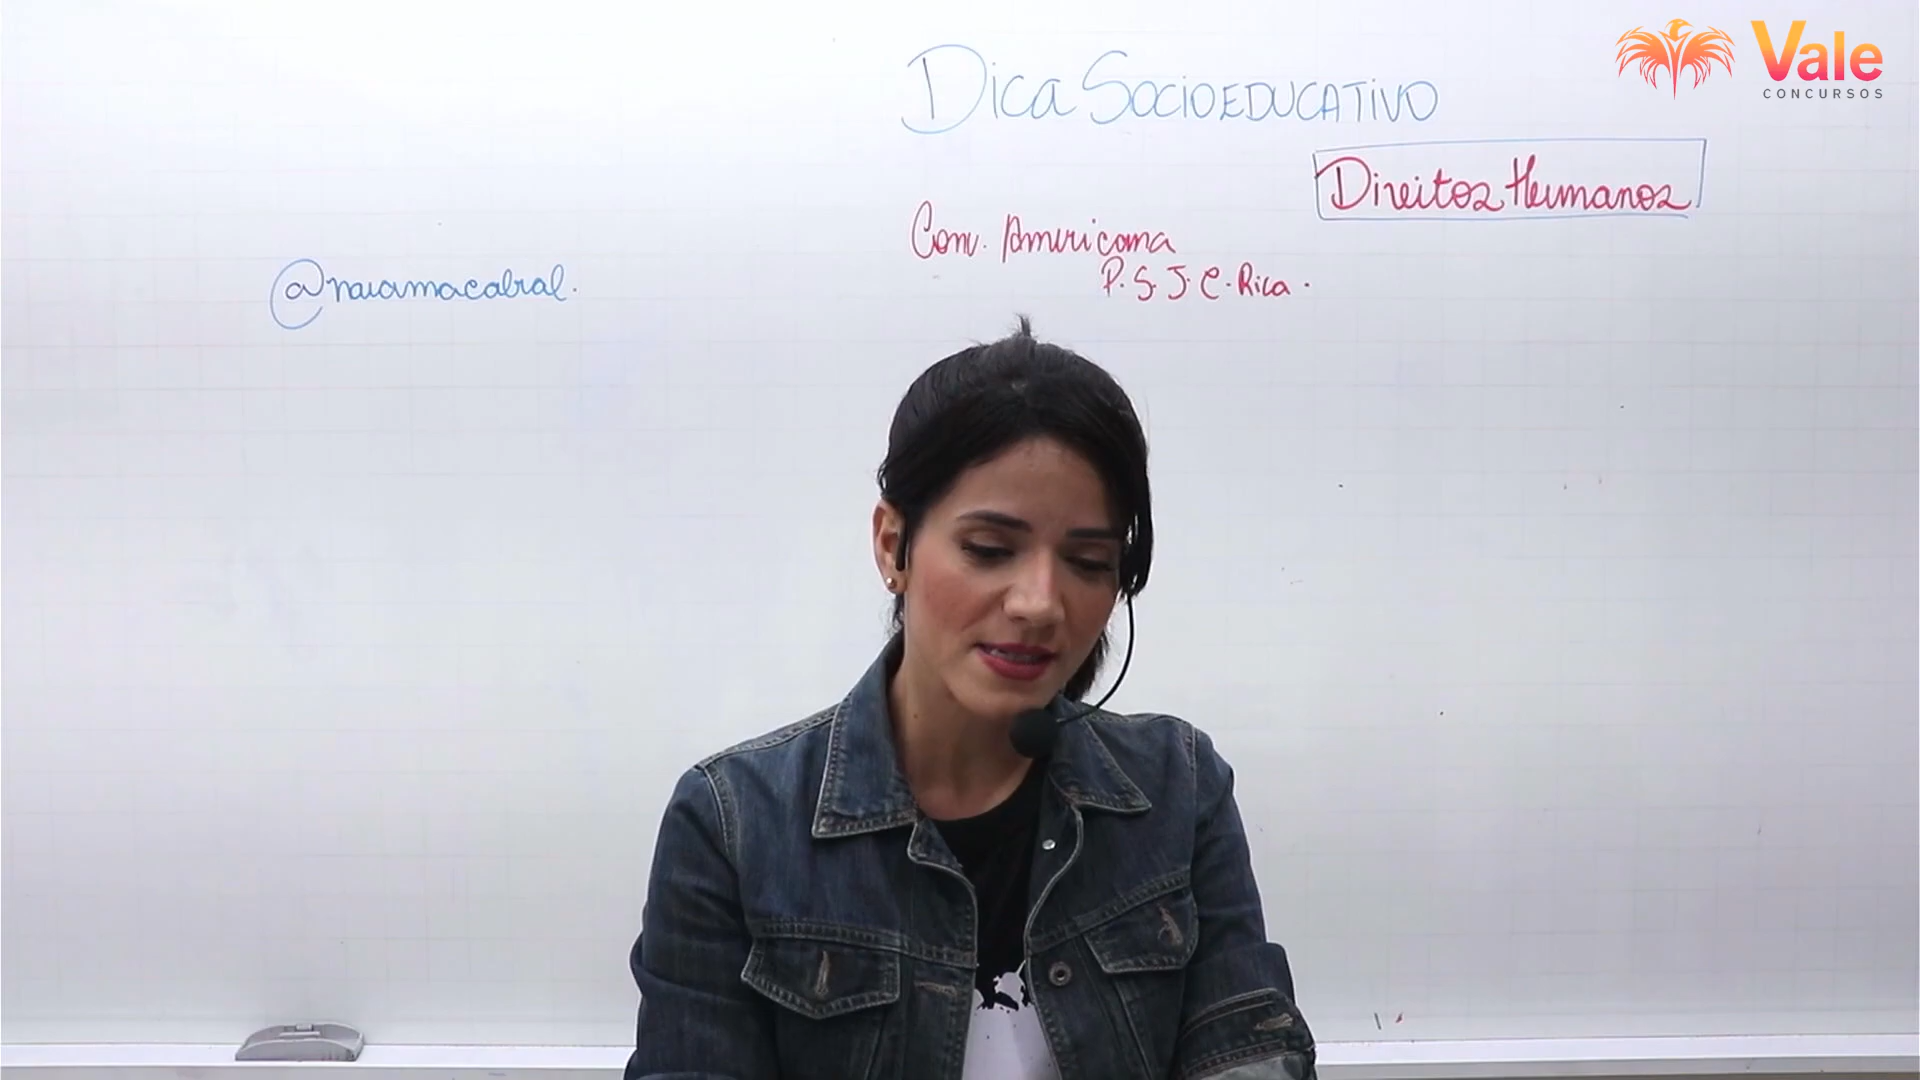 Vale
CONCURSOS
Dica SOCIOEDUCATIVO
Direitos Humanos
Conv. Americana
P. S. J. C. Rica.
@naiamacabral.